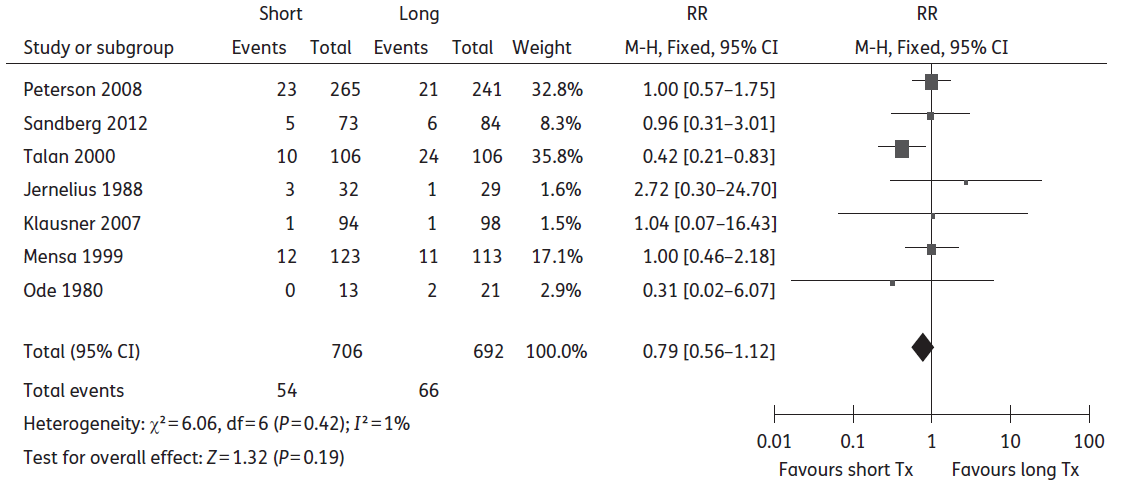 Short Long RR RR
Study or subgroup Events Total Events Total Weight M-H, Fixed, 95% CI M-H, Fixed, 95% CI
Peterson 2008 23 265 21 241 32.8% 1.00 [0.57–1.75]
Sandberg 2012 5 73 6 84 8.3% 0.96 [0.31–3.01]
Talan 2000 10 106 24 106 35.8% 0.42 [0.21–0.83]
Jernelius 1988 3 32 1 29 1.6% 2.72 [0.30–24.70]
Klausner 2007 1 94 1 98 1.5% 1.04 [0.07–16.43]
Mensa 1999 12 123 11 113 17.1% 1.00 [0.46–2.18]
Ode 1980 0 13 2 21 2.9% 0.31 [0.02–6.07]
Total (95% CI) 706 692 100.0% 0.79 [0.56–1.12]
Total events 54 66
Heterogeneity: χ²=6.06, df=6 (P=0.42); I²=1%
Test for overall effect: Z=1.32 (P=0.19)
0.01 0.1 1 10 100
Favours short Tx Favours long Tx